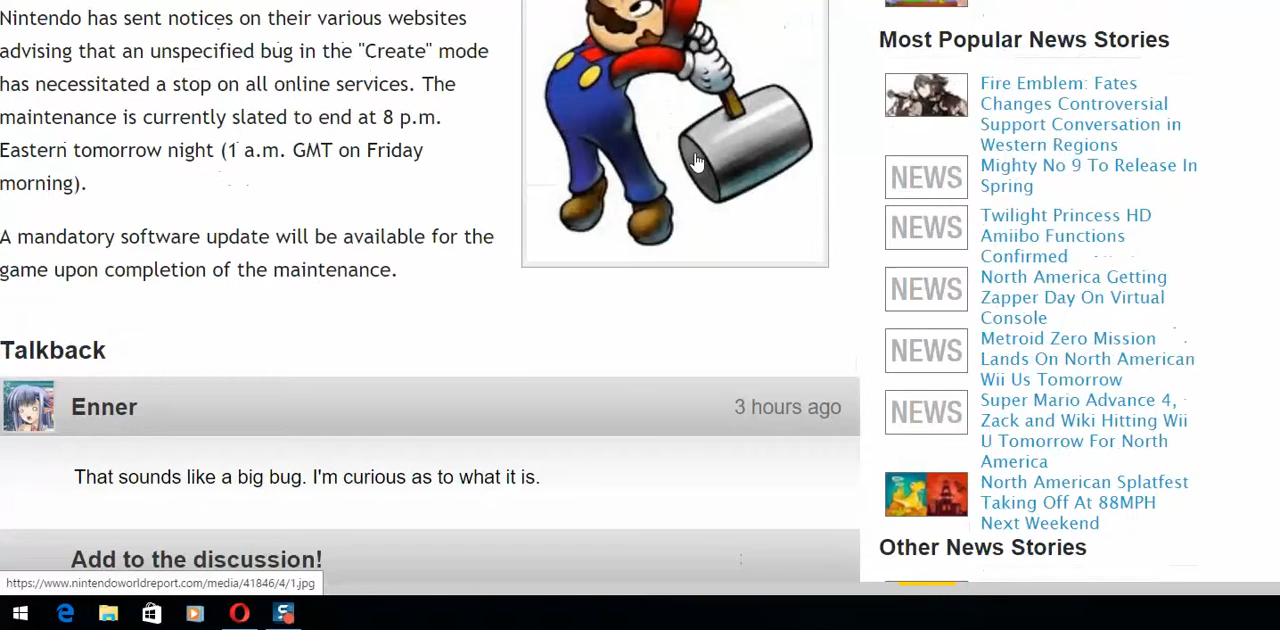 Nintendo has sent notices on their various websites
advising that an unspecified bug in the "Create" mode
has necessitated a stop on all online services. The
maintenance is currently slated to end at 8 p.m.
Eastern tomorrow night (1 a.m. GMT on Friday
morning).
A mandatory software update will be available for the
game upon completion of the maintenance.
Talkback
Enner
3 hours ago
That sounds like a big bug. I'm curious as to what it is.
Add to the discussion!
https://www.nintendoworldreport.com/media/41846/4/1.jpg
Most Popular News Stories
Fire Emblem: Fates
Changes Controversial
Support Conversation in
Western Regions
NEWS
Mighty No 9 To Release In
Spring
NEWS
Twilight Princess HD
Amiibo Functions
Confirmed
NEWS
North America Getting
Zapper Day On Virtual
Console
NEWS
Metroid Zero Mission
Lands On North American
Wii Us Tomorrow
NEWS
Super Mario Advance 4,
Zack and Wiki Hitting Wii
U Tomorrow For North
America
North American Splatfest
Taking Off At 88MPH
Next Weekend
Other News Stories